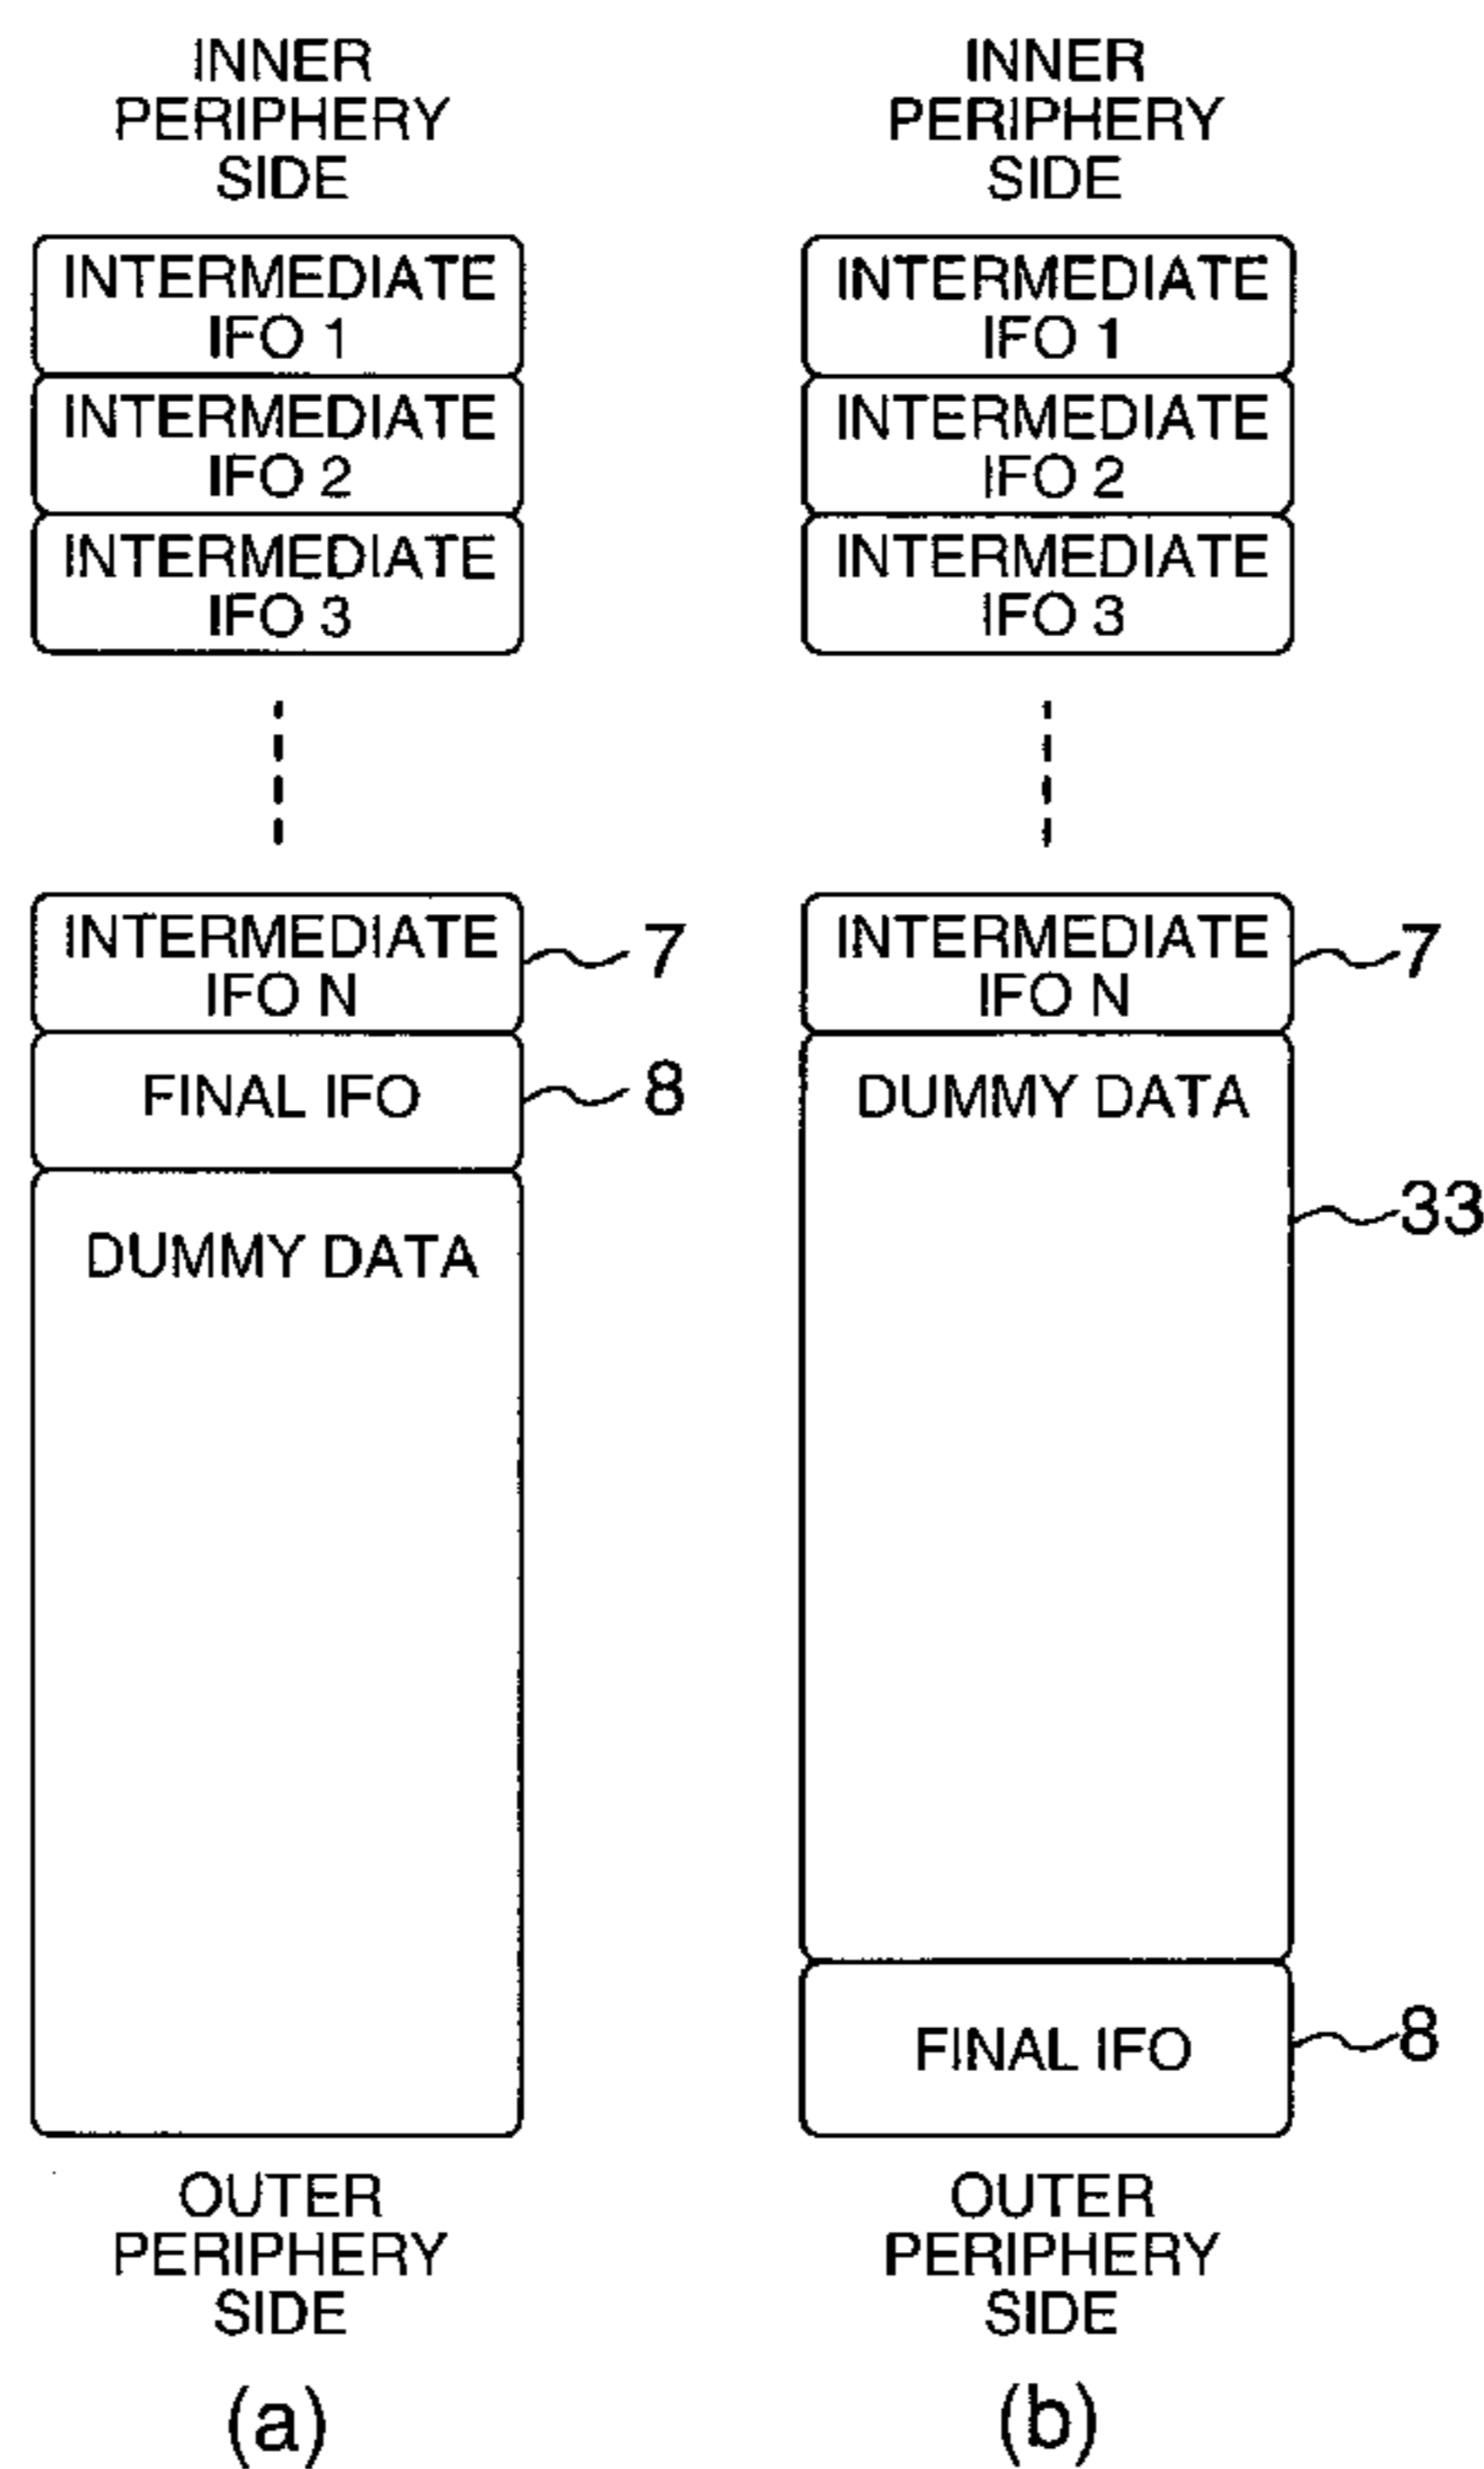 INNER
PERIPHERY
SIDE
INTERMEDIATE
IFO 1
INTERMEDIATE
IFO 2
INTERMEDIATE
IFO 3
INTERMEDIATE
IFO N
7
FINAL IFO
8
DUMMY DATA
OUTER
PERIPHERY
SIDE
(a)
INNER
PERIPHERY
SIDE
INTERMEDIATE
IFO 1
INTERMEDIATE
IFO 2
INTERMEDIATE
IFO 3
INTERMEDIATE
IFO N
7
DUMMY DATA
33
FINAL IFO
8
OUTER
PERIPHERY
SIDE
(b)